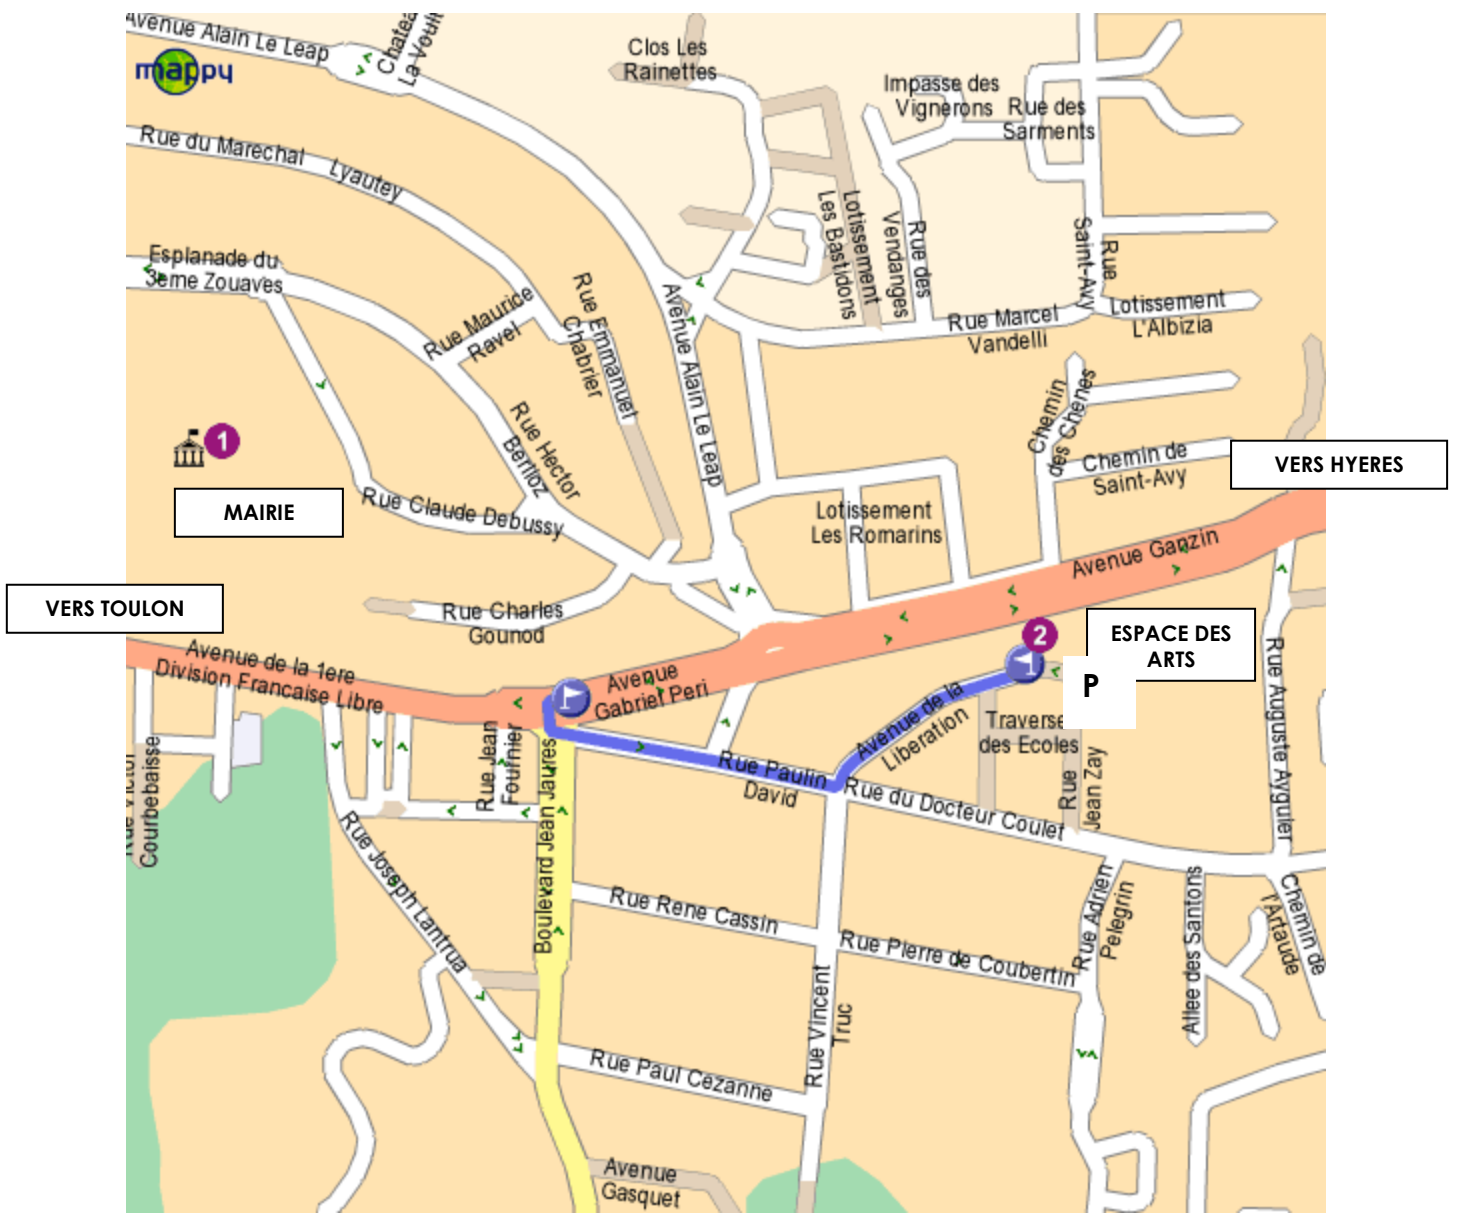 Avenue Alain Le Leap
Chateau
La Voulte
mappy
Clos Les
Rainettes
Impasse des
Vignerons
Rue des
Sarments
Rue du Marechal Lyautey
Esplanade du
3eme Zouaves
Rue Maurice
Ravel
Rue Emmanuel
Chabrier
Avenue Alain Le Leap
Lotissement
Les Bastidons
Rue des
Vendanges
Rue
Saint-Avy
Rue Marcel
Vandelli
Lotissement
L'Albizia
Chemin
des Chenes
Chemin de
Saint-Avy
VERS HYERES
1
MAIRIE
Rue Hector
Berlioz
Rue Claude Debussy
Lotissement
Les Romarins
Avenue Ganzin
VERS TOULON
Rue Charles
Gounod
2
ESPACE DES
ARTS
P
Avenue de la 1ere
Division Francaise Libre
Avenue
Gabriel Peri
Avenue de la
Liberation
Traverse
des Ecoles
Rue Auguste Ayguier
Rue Victor
Courbebaisse
Rue Jean
Fournier
Boulevard Jean Jaures
Rue Paulin
David
Rue du Docteur Coulet
Rue
Jean Zay
Rue Joseph Lantrua
Rue Rene Cassin
Rue Pierre de Coubertin
Rue Adrien
Pelegrin
Allee des Santons
Chemin de
l'Artaude
Rue Vincent
Truc
Rue Paul Cezanne
Avenue
Gasquet